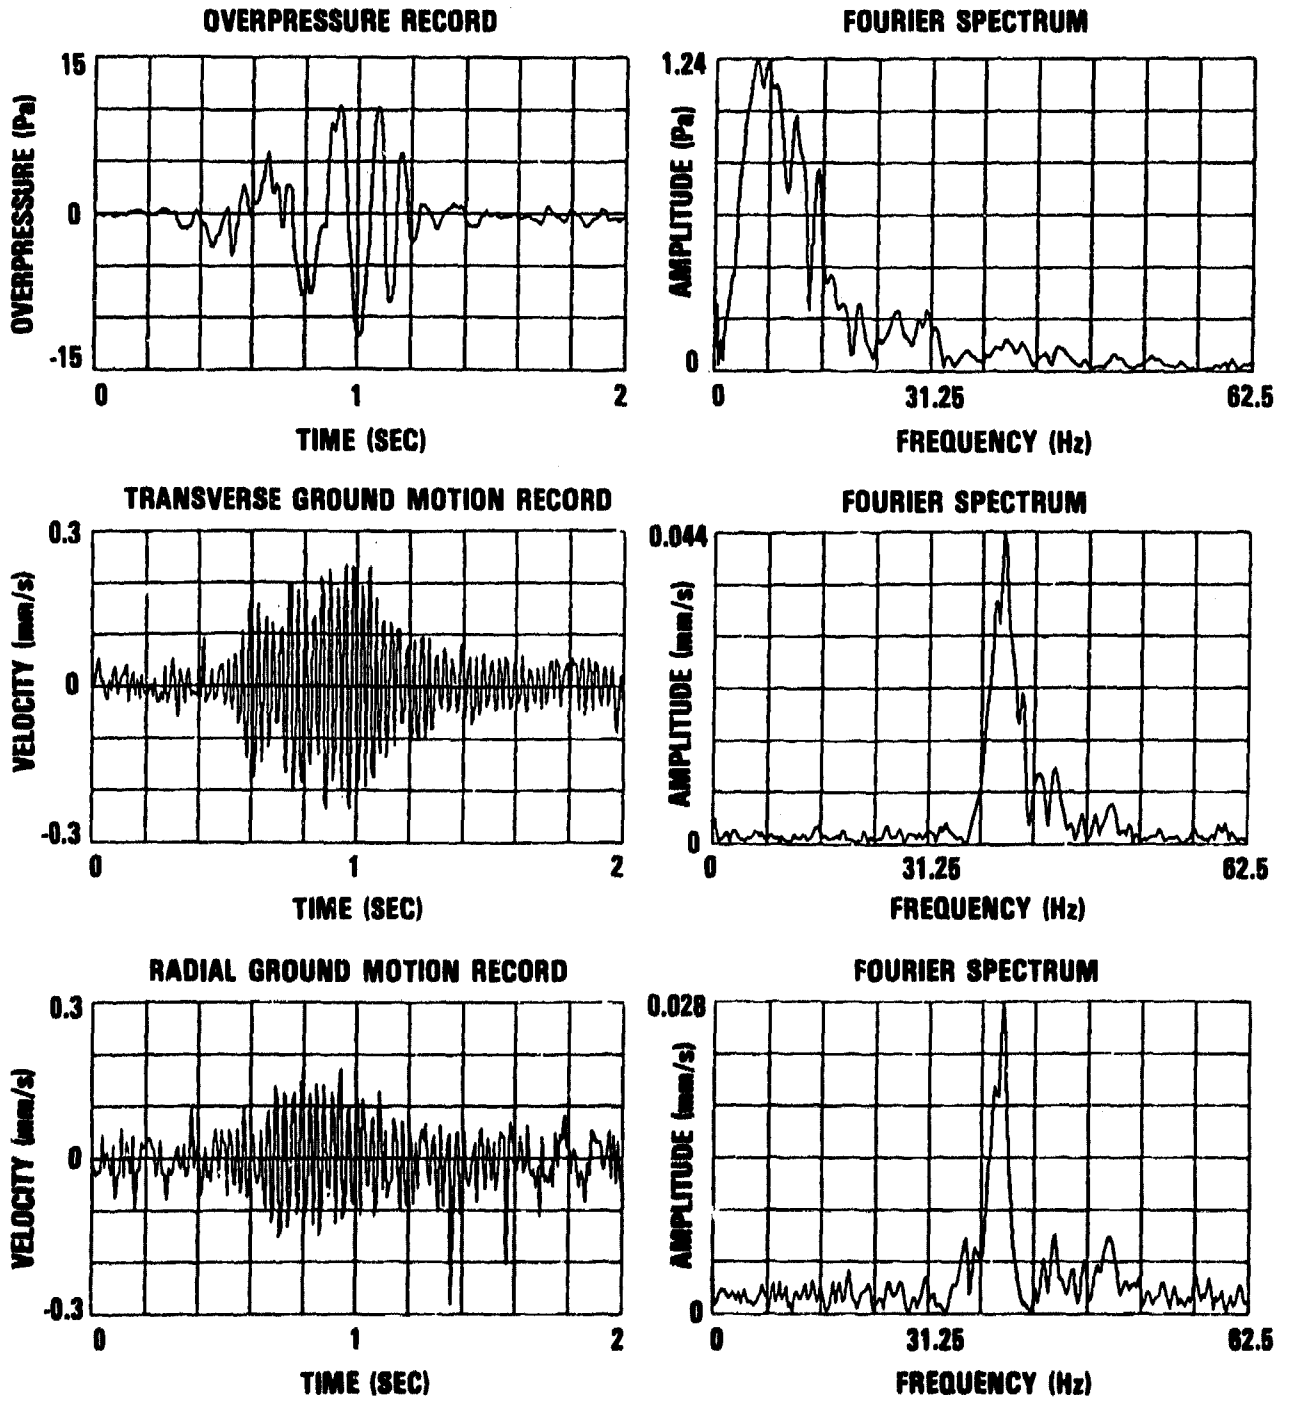 OVERPRESSURE RECORD
15
0
-15
OVERPRESSURE (Pa)
0 1 2
TIME (SEC)
FOURIER SPECTRUM
1.24
0
AMPLITUDE (Pa)
0 31.25 62.5
FREQUENCY (Hz)
TRANSVERSE GROUND MOTION RECORD
0.3
0
-0.3
VELOCITY (mm/s)
0 1 2
TIME (SEC)
FOURIER SPECTRUM
0.044
0
AMPLITUDE (mm/s)
0 31.25 62.5
FREQUENCY (Hz)
RADIAL GROUND MOTION RECORD
0.3
0
-0.3
VELOCITY (mm/s)
0 1 2
TIME (SEC)
FOURIER SPECTRUM
0.028
0
AMPLITUDE (mm/s)
0 31.25 62.5
FREQUENCY (Hz)